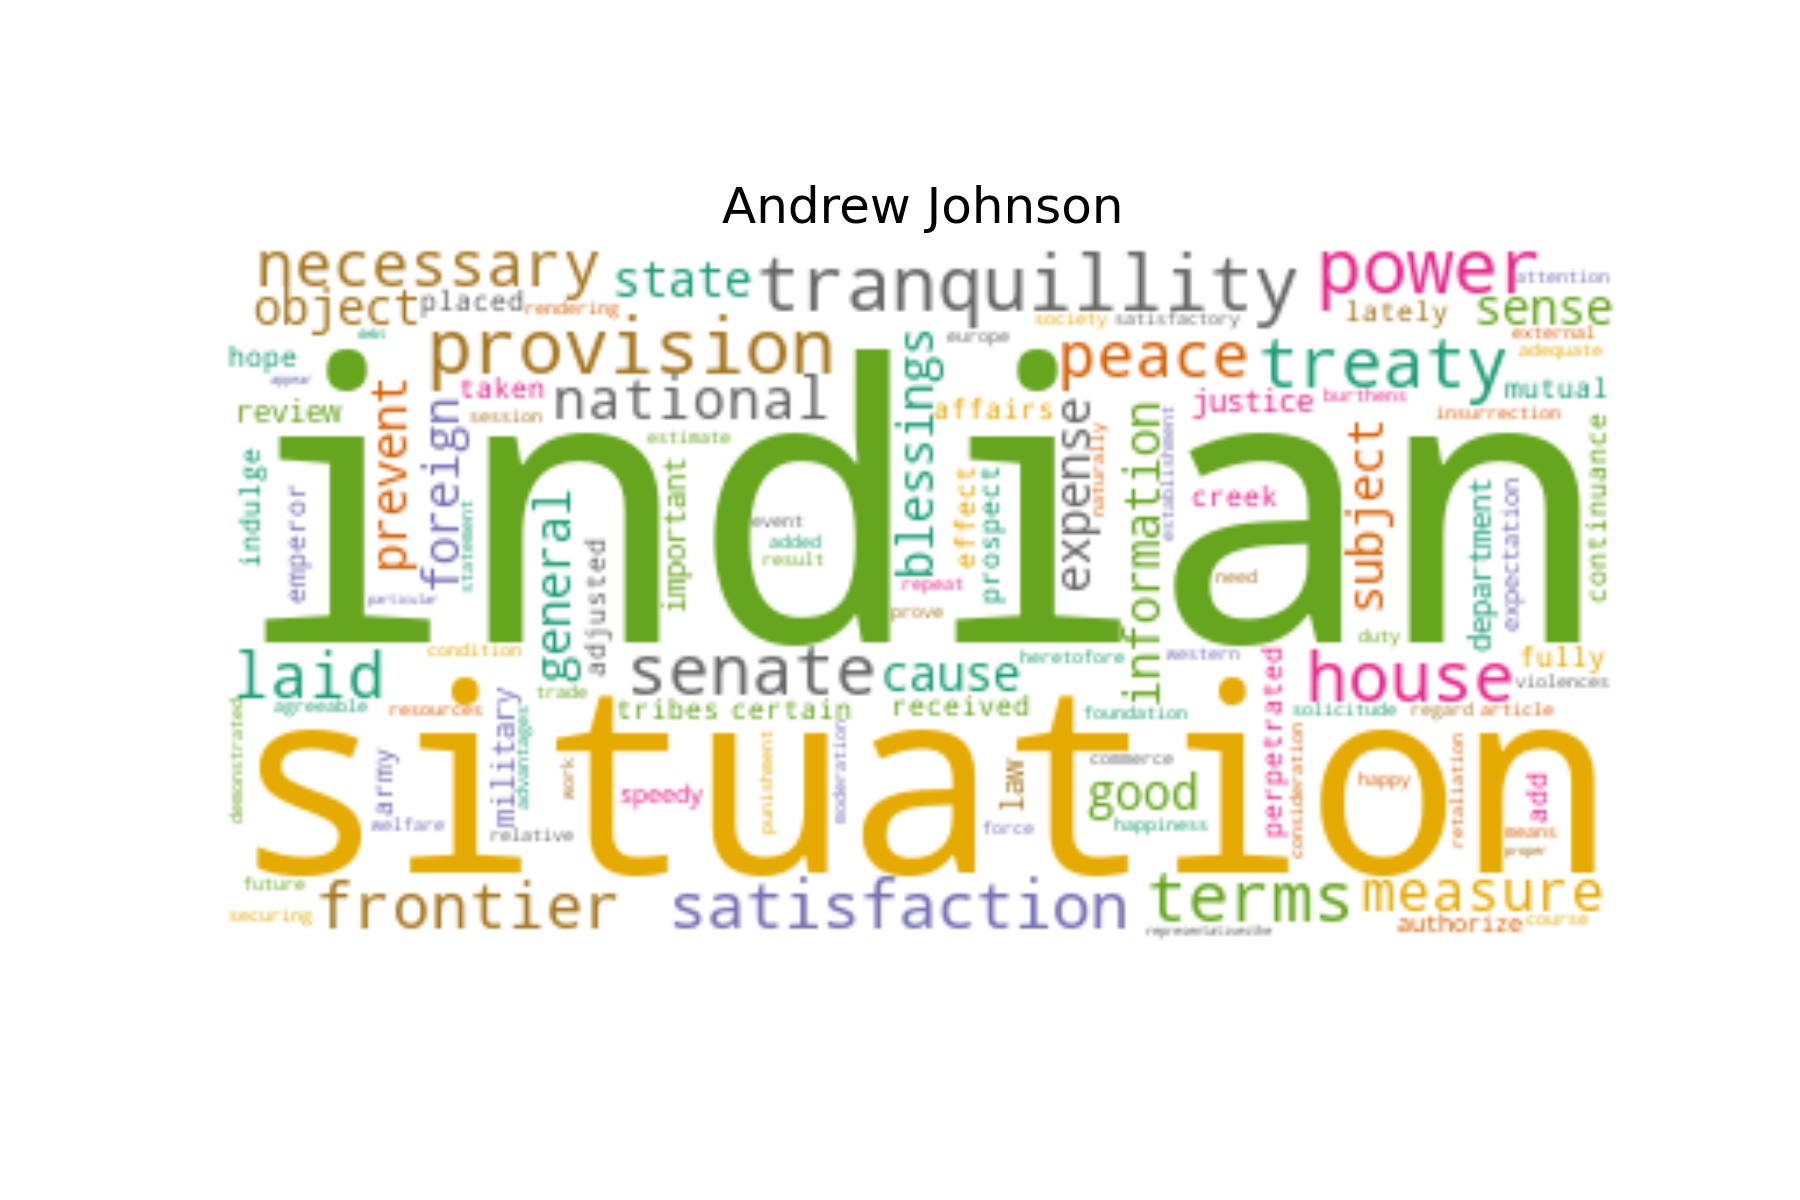 Andrew Johnson
necessary
state
tranquillity
power
attention
object
placed
rendering
society
satisfactory
lately
sense
debt
provision
europe
external
hope
blessings
peace
treaty
adequate
appear
taken
national
mutual
review
prevent
foreign
session
affairs
expense
justice
burthens
insurrection
estimate
naturally
information
establishment
subject
continuance
indian
indulge
emperor
statement
general
important
event
added
result
effect
prospect
creek
department
expectation
adjusted
repeat
need
particular
prove
duty
condition
laid
senate
cause
heretofore
western
perpetrated
house
fully
violences
agreeable
resources
trade
tribes
certain
received
foundation
solicitude
regard
article
demonstrated
situation
army
military
advantages
work
speedy
punishment
moderation
law
commerce
good
consideration
happy
retaliation
add
welfare
relative
force
happiness
means
proper
future
securing
frontier
satisfaction
terms
measure
authorize
course
representativesthe